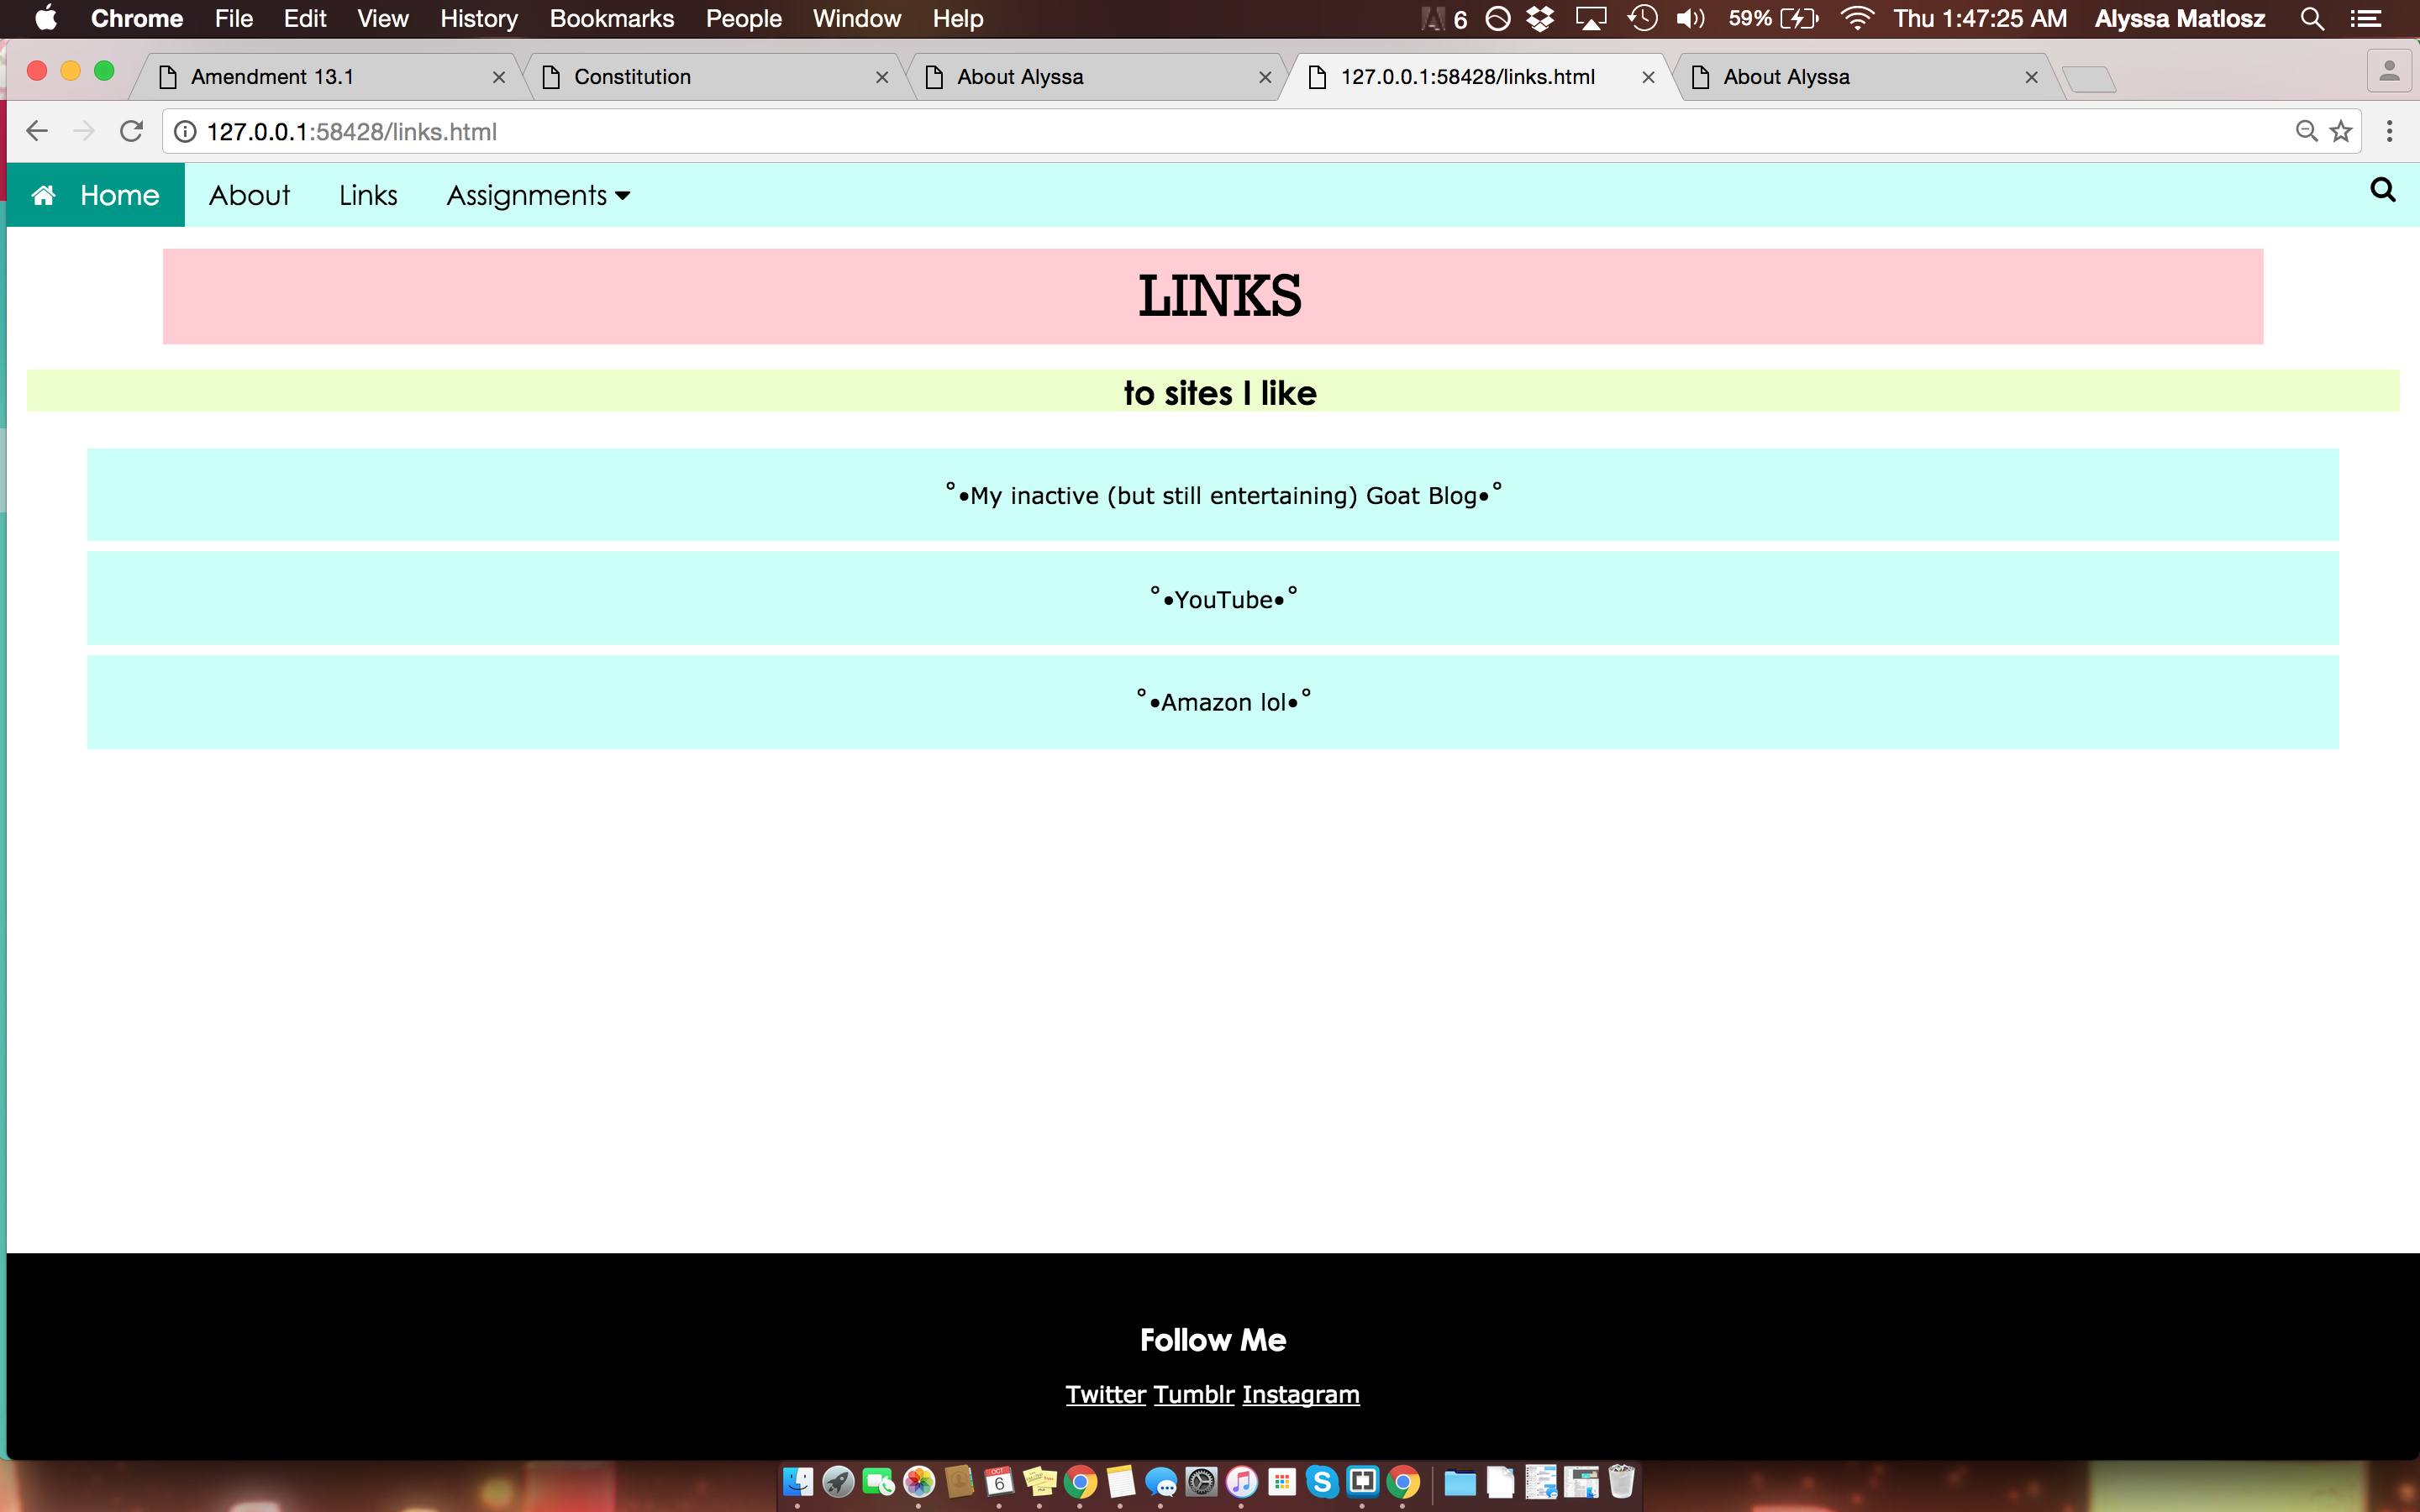 Chrome File Edit View History Bookmarks People Window Help 6 59% Thu 1:47:25 AM Alyssa Matlosz
Amendment 13.1 Constitution About Alyssa 127.0.0.1:58428/links.html About Alyssa
127.0.0.1:58428/links.html
Home About Links Assignments
LINKS
to sites I like
˚•My inactive (but still entertaining) Goat Blog•˚
˚•YouTube•˚
˚•Amazon lol•˚
Follow Me
Twitter Tumblr Instagram
OCT
6